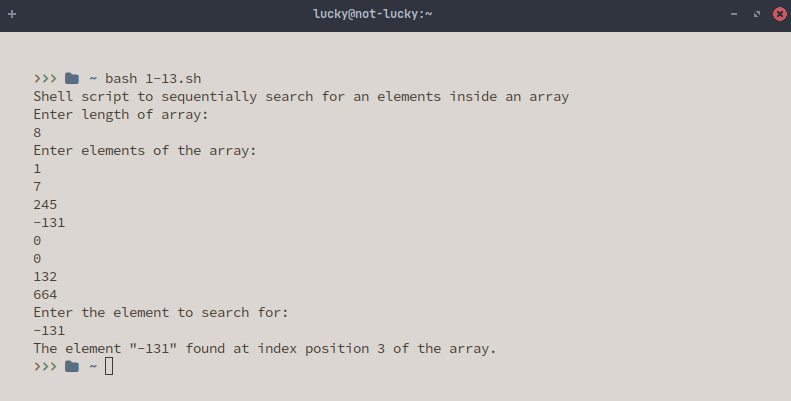 lucky@not-lucky:~
>>> ~ bash 1-13.sh
Shell script to sequentially search for an elements inside an array
Enter length of array:
8
Enter elements of the array:
1
7
245
-131
0
0
132
664
Enter the element to search for:
-131
The element "-131" found at index position 3 of the array.
>>> ~